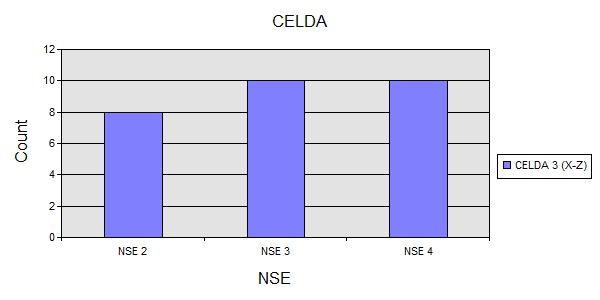 CELDA
12
10
8
6
4
2
0
Count
NSE 2
NSE 3
NSE 4
NSE
CELDA 3 (X-Z)